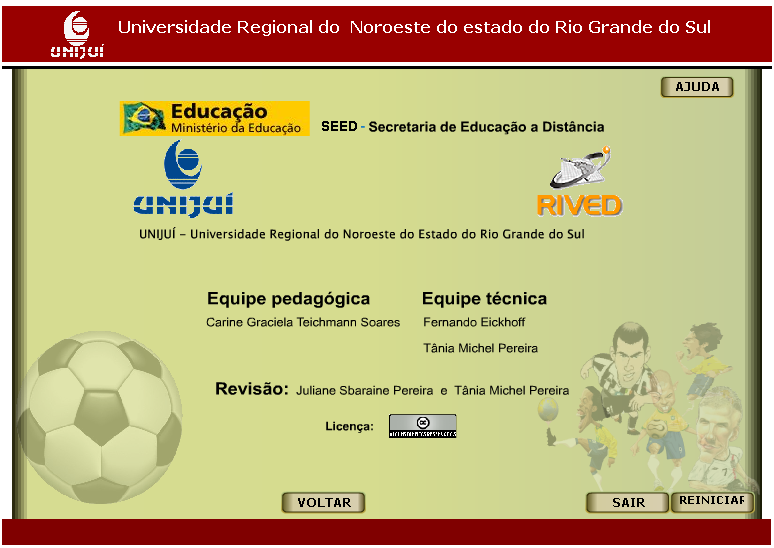 Universidade Regional do Noroeste do estado do Rio Grande do Sul
UNIJUÍ
AJUDA
Educação
Ministério da Educação
SEED - Secretaria de Educação a Distância
UNIJUÍ
RIVED
UNIJUÍ - Universidade Regional do Noroeste do Estado do Rio Grande do Sul
Equipe pedagógica Equipe técnica
Carine Graciela Teichmann Soares Fernando Eickhoff
Tânia Michel Pereira
Revisão: Juliane Sbaraine Pereira e Tânia Michel Pereira
Licença:
cc
VOLTAR SAIR REINICIAR